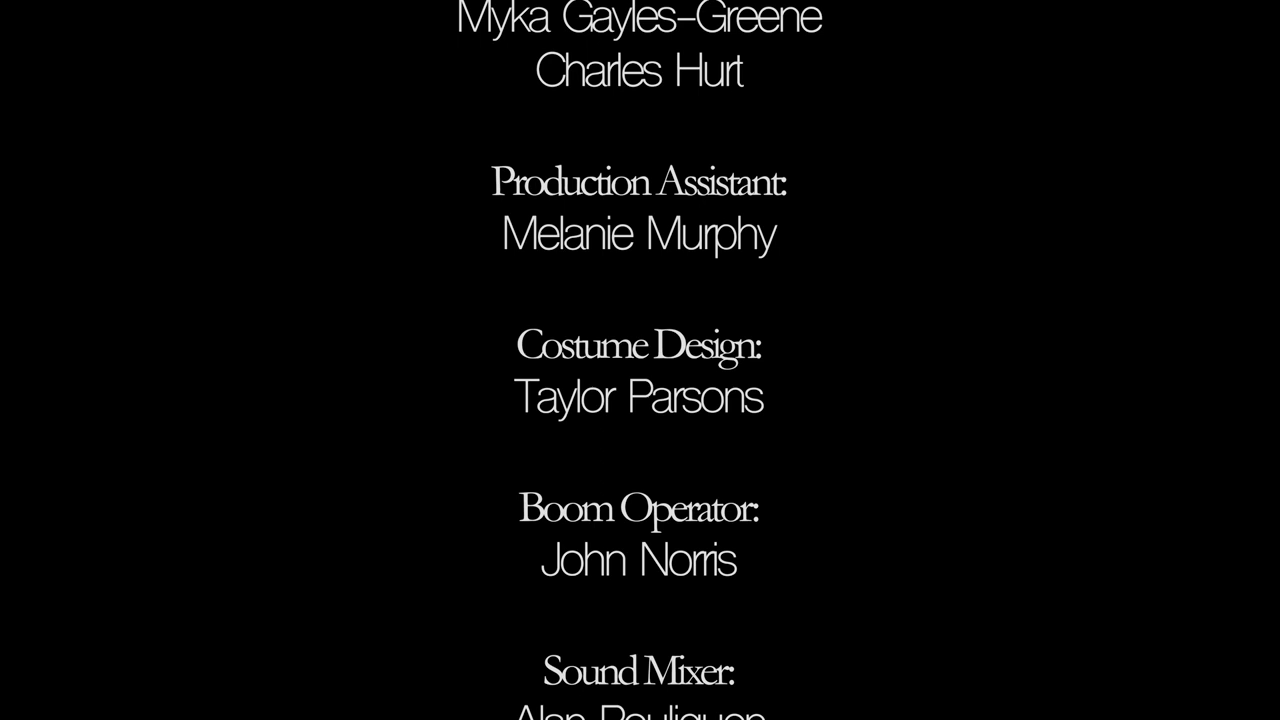 Myka Gayles-Greene
Charles Hurt
Production Assistant:
Melanie Murphy
Costume Design:
Taylor Parsons
Boom Operator:
John Norris
Sound Mixer:
Alan